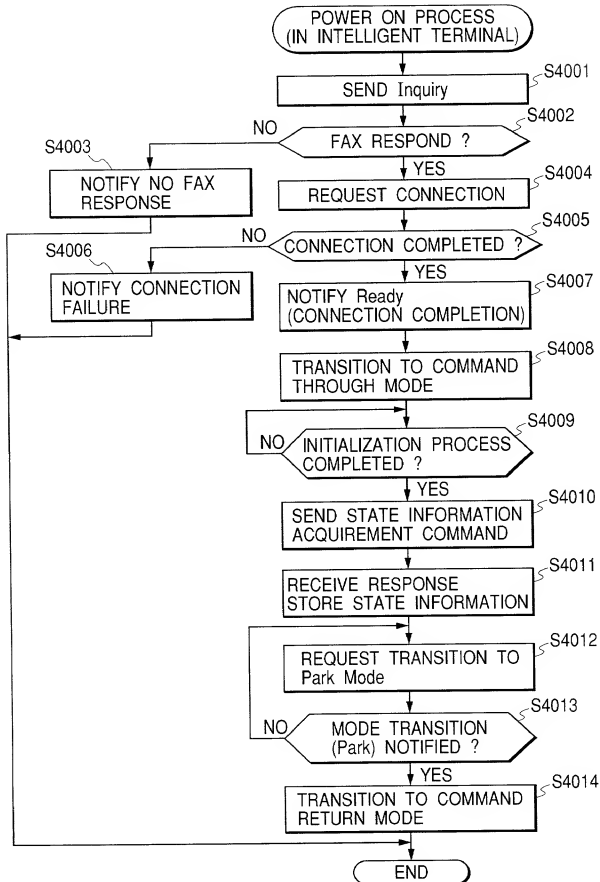 POWER ON PROCESS
(IN INTELLIGENT TERMINAL)
S4001
SEND Inquiry
S4002
FAX RESPOND ?
NO
YES
S4003
NOTIFY NO FAX
RESPONSE
S4004
REQUEST CONNECTION
S4005
CONNECTION COMPLETED ?
NO
YES
S4006
NOTIFY CONNECTION
FAILURE
S4007
NOTIFY Ready
(CONNECTION COMPLETION)
S4008
TRANSITION TO COMMAND
THROUGH MODE
S4009
INITIALIZATION PROCESS
COMPLETED ?
NO
YES
S4010
SEND STATE INFORMATION
ACQUIREMENT COMMAND
S4011
RECEIVE RESPONSE
STORE STATE INFORMATION
S4012
REQUEST TRANSITION TO
Park Mode
S4013
MODE TRANSITION
(Park) NOTIFIED ?
NO
YES
S4014
TRANSITION TO COMMAND
RETURN MODE
END